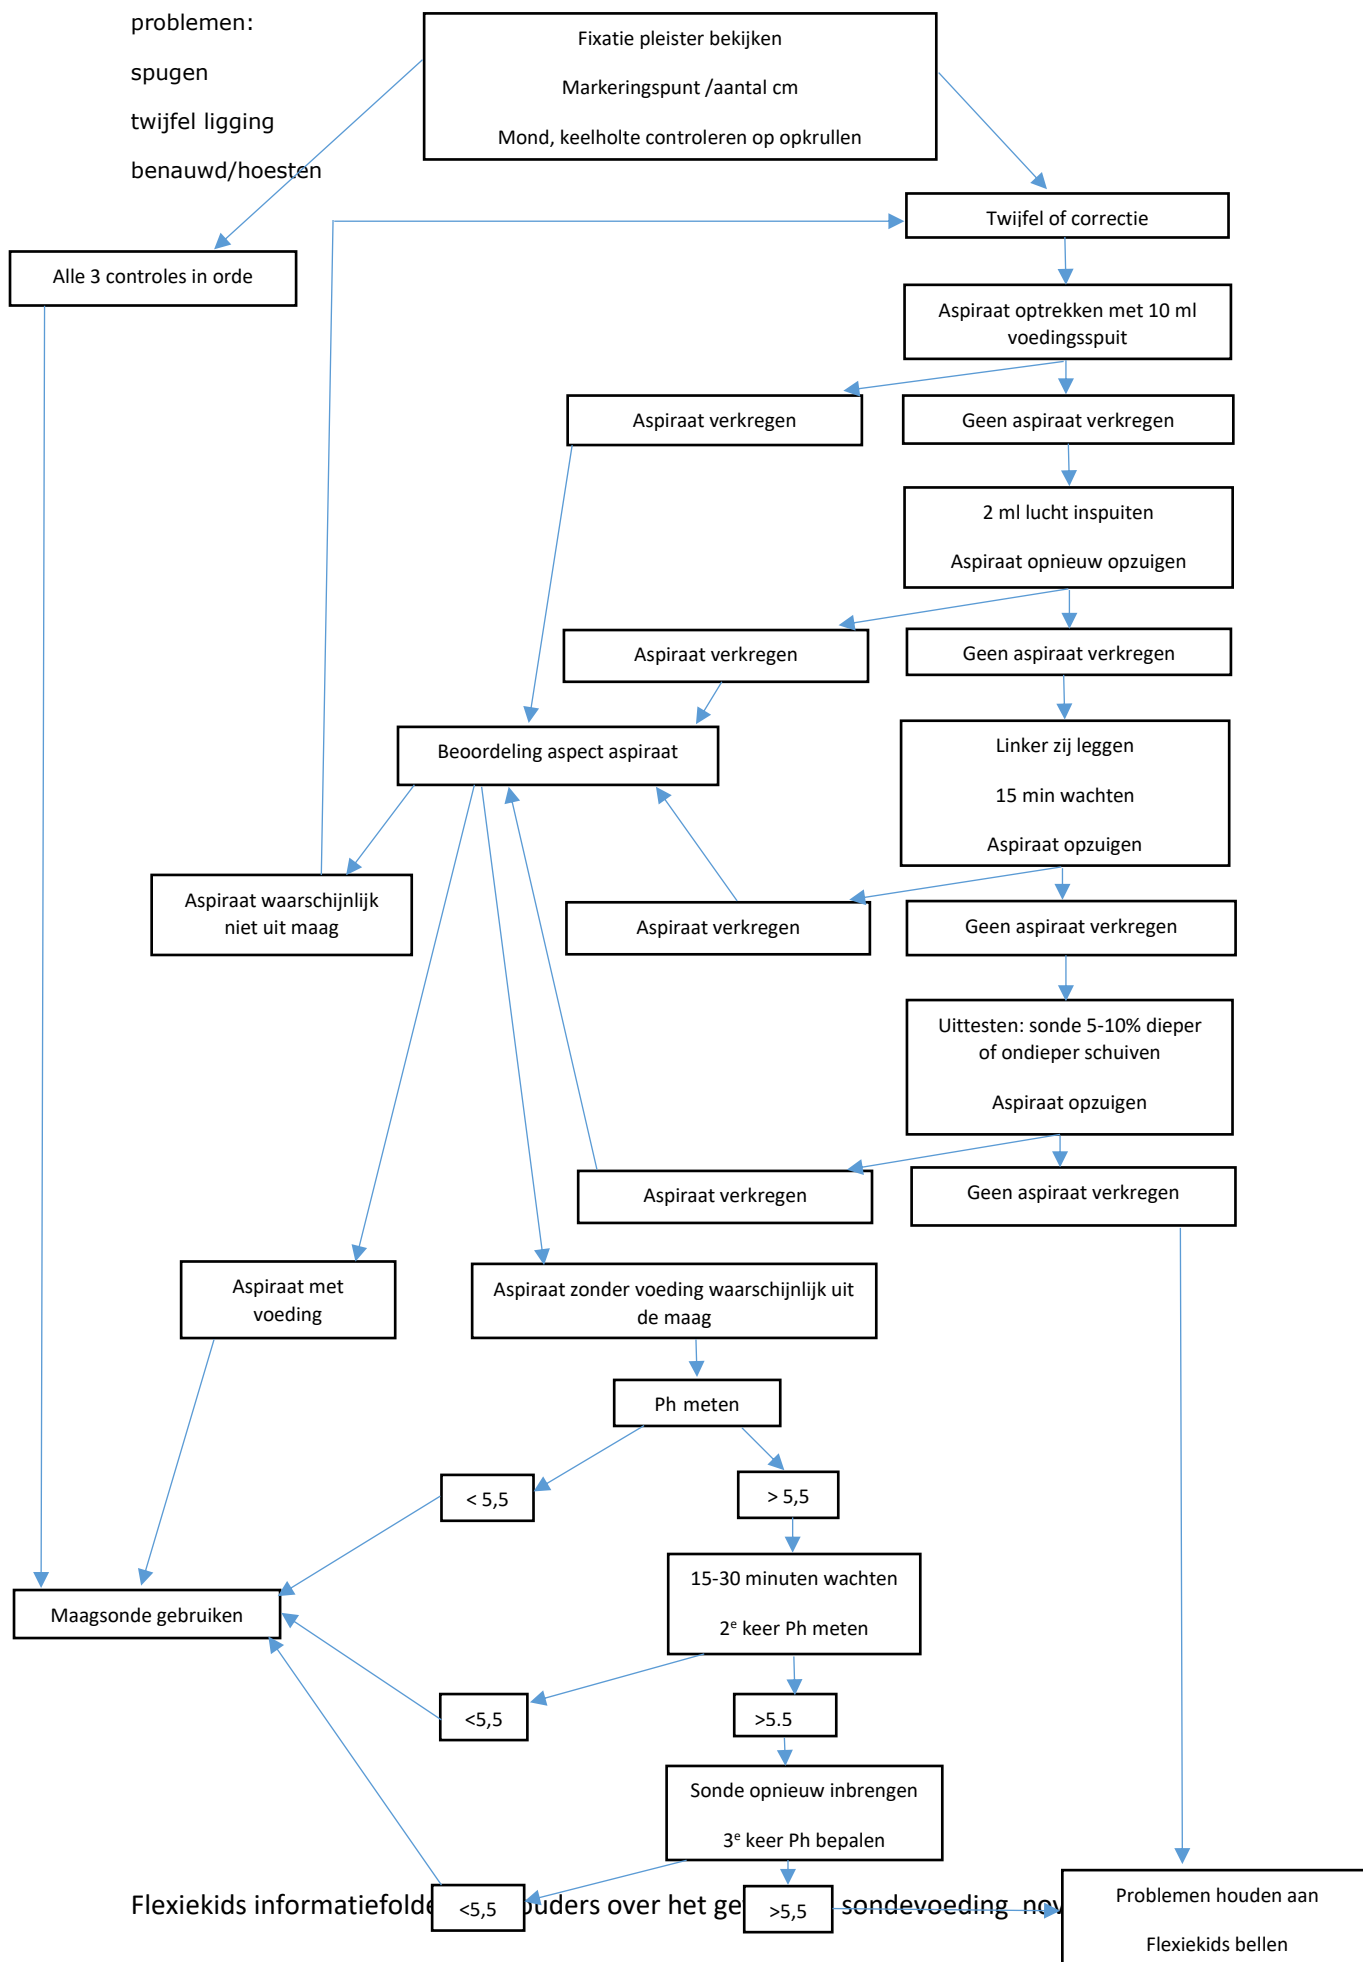 problemen:
spugen
twijfel ligging
benauwd/hoesten
Fixatie pleister bekijken
Markeringspunt /aantal cm
Mond, keelholte controleren op opkrullen
Twijfel of correctie
Alle 3 controles in orde
Aspiraat optrekken met 10 ml
voedingsspuit
Aspiraat verkregen
Geen aspiraat verkregen
2 ml lucht inspuiten
Aspiraat opnieuw opzuigen
Aspiraat verkregen
Geen aspiraat verkregen
Beoordeling aspect aspiraat
Linker zij leggen
15 min wachten
Aspiraat opzuigen
Aspiraat waarschijnlijk
niet uit maag
Aspiraat verkregen
Geen aspiraat verkregen
Uittesten: sonde 5-10% dieper
of ondieper schuiven
Aspiraat opzuigen
Aspiraat verkregen
Geen aspiraat verkregen
Aspiraat met
voeding
Aspiraat zonder voeding waarschijnlijk uit
de maag
Ph meten
< 5,5
> 5,5
15-30 minuten wachten
2e keer Ph meten
Maagsonde gebruiken
<5,5
>5.5
Sonde opnieuw inbrengen
3e keer Ph bepalen
<5,5
>5,5
Problemen houden aan
Flexiekids bellen
Flexiekids over het sondevoeding